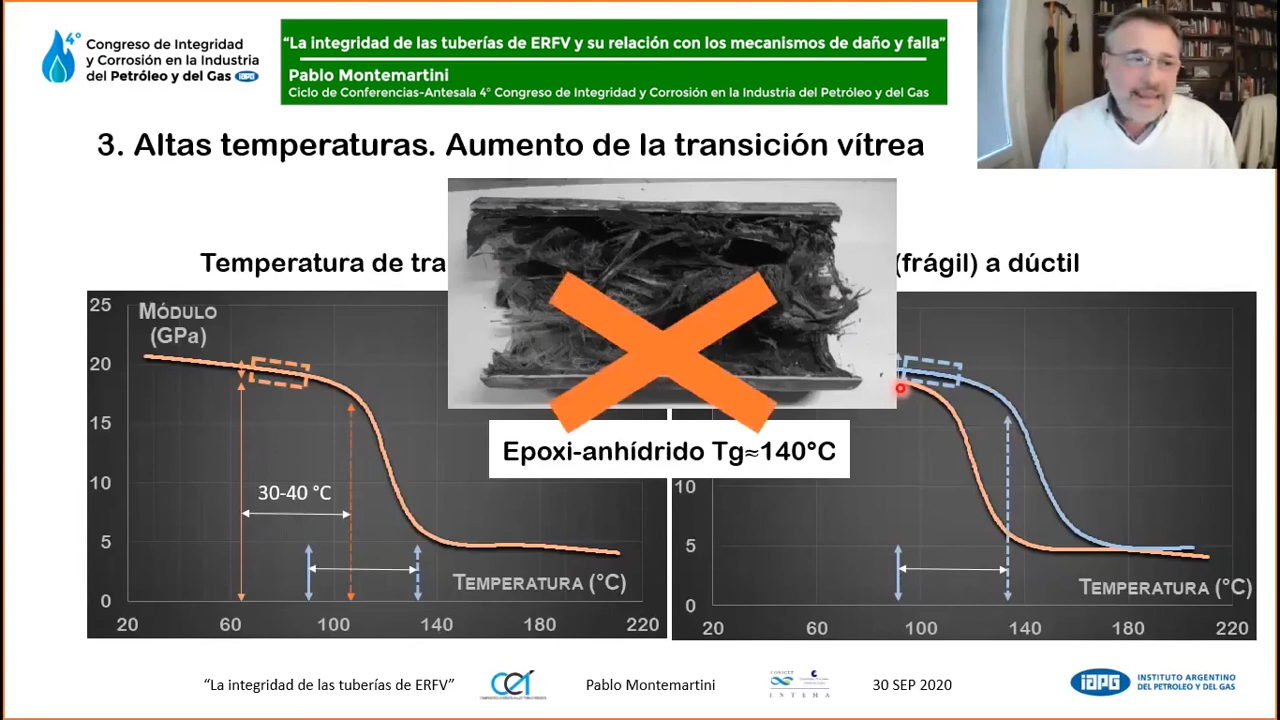 4°
Congreso de Integridad
y Corrosión en la Industria
del Petróleo y del Gas iapg
“La integridad de las tuberías de ERFV y su relación con los mecanismos de daño y falla”
Pablo Montemartini
Ciclo de Conferencias-Antesala 4° Congreso de Integridad y Corrosión en la Industria del Petróleo y del Gas
3. Altas temperaturas. Aumento de la transición vítrea
Temperatura de tra
(frágil) a dúctil
MÓDULO
(GPa)
25
20
15
10
5
0
20 60 100 140 180 220
30-40 °C
TEMPERATURA (°C)
Epoxi-anhídrido Tg≈140°C
10
5
0
20 60 100 140 180 220
TEMPERATURA (°C)
“La integridad de las tuberías de ERFV”
Pablo Montemartini
CONICET
INTEMA
30 SEP 2020
iapg
INSTITUTO ARGENTINO
DEL PETROLEO Y DEL GAS